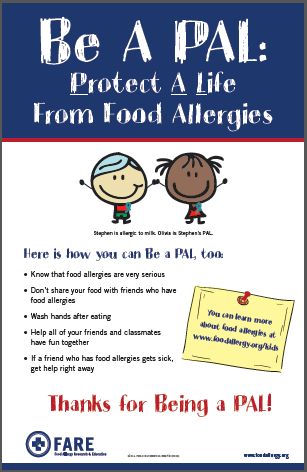 Be A PAL:
Protect A Life
From Food Allergies
Stephen is allergic to milk. Olivia is Stephen's PAL.
Here is how you can Be a PAL, too:
• Know that food allergies are very serious
• Don't share your food with friends who have
food allergies
• Wash hands after eating
• Help all of your friends and classmates
have fun together
• If a friend who has food allergies gets sick,
get help right away
You can learn more
about food allergies at
www.foodallergy.org/kids
Thanks for Being a PAL!
FARE
Food Allergy Research & Education
www.foodallergy.org